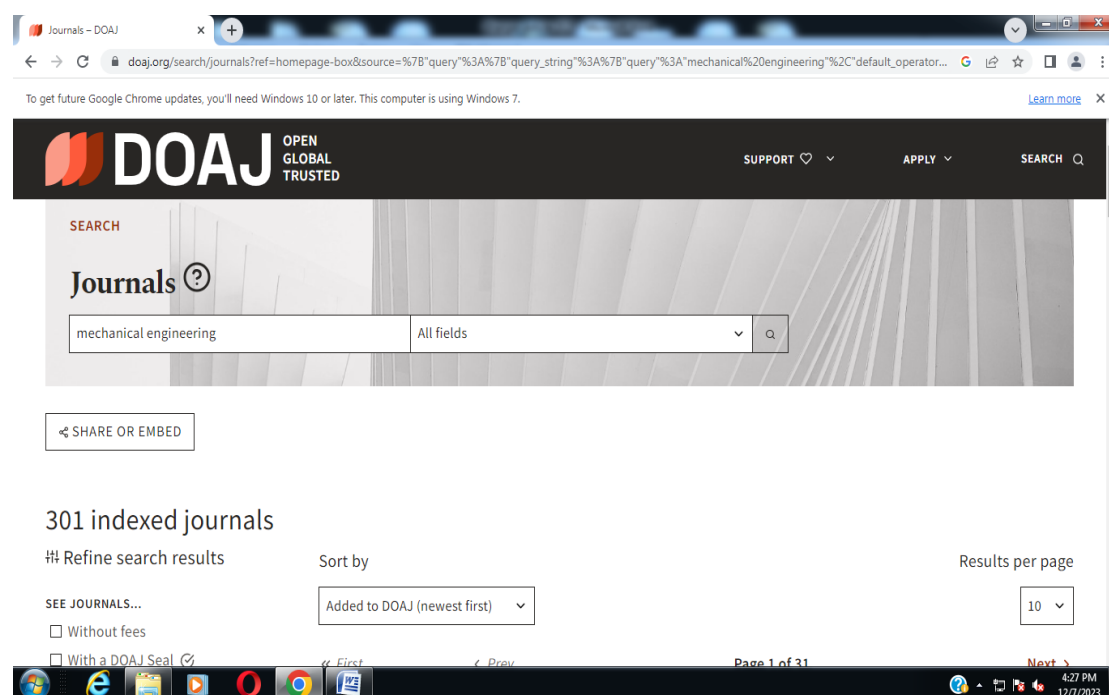 Journals – DOAJ
doaj.org/search/journals?ref=homepage-box&source=%7B"query"%3A%7B"query_string"%3A%7B"query"%3A"mechanical%20engineering"%2C"default_operator...
To get future Google Chrome updates, you'll need Windows 10 or later. This computer is using Windows 7. Learn more
DOAJ
OPEN
GLOBAL
TRUSTED
SUPPORT APPLY SEARCH
SEARCH
Journals
mechanical engineering All fields
SHARE OR EMBED
301 indexed journals
Refine search results
Sort by
Results per page
SEE JOURNALS...
Added to DOAJ (newest first)
10
Without fees
With a DOAJ Seal
« First ‹ Prev Page 1 of 31 Next ›
4:27 PM
12/7/2023